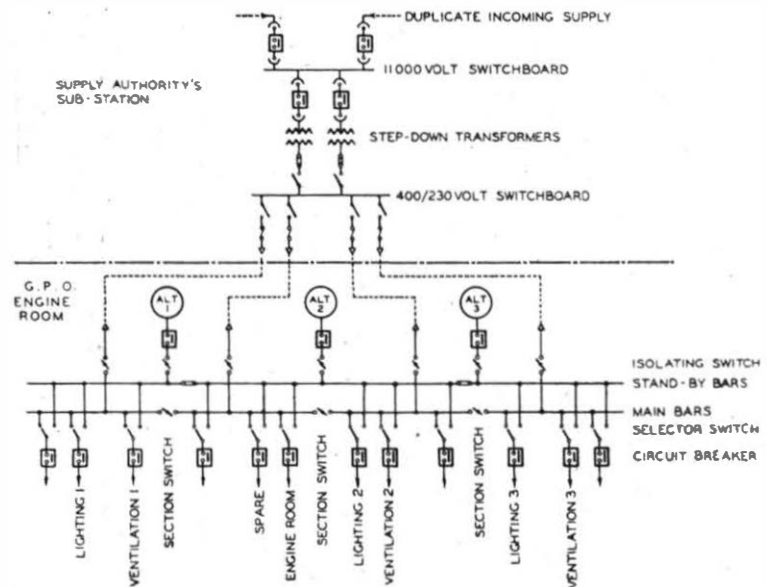 DUPLICATE INCOMING SUPPLY
11000 VOLT SWITCHBOARD
SUPPLY AUTHORITY'S
SUB-STATION
STEP-DOWN TRANSFORMERS
400/230 VOLT SWITCHBOARD
G.P.O.
ENGINE
ROOM
ALT
1
ALT
2
ALT
3
ISOLATING SWITCH
STAND-BY BARS
MAIN BARS
SELECTOR SWITCH
CIRCUIT BREAKER
LIGHTING 1
VENTILATION 1
SECTION SWITCH
SPARE
ENGINE ROOM
SECTION SWITCH
LIGHTING 2
VENTILATION 2
SECTION SWITCH
LIGHTING 3
VENTILATION 3